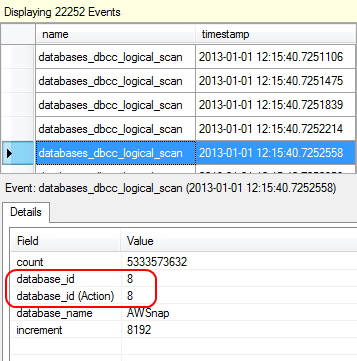 Displaying 22252 Events
name timestamp
databases_dbcc_logical_scan 2013-01-01 12:15:40.7251106
databases_dbcc_logical_scan 2013-01-01 12:15:40.7251475
databases_dbcc_logical_scan 2013-01-01 12:15:40.7251839
databases_dbcc_logical_scan 2013-01-01 12:15:40.7252214
databases_dbcc_logical_scan 2013-01-01 12:15:40.7252558
Event: databases_dbcc_logical_scan (2013-01-01 12:15:40.7252558)
Details
Field Value
count 5333573632
database_id 8
database_id (Action) 8
database_name AWSnap
increment 8192